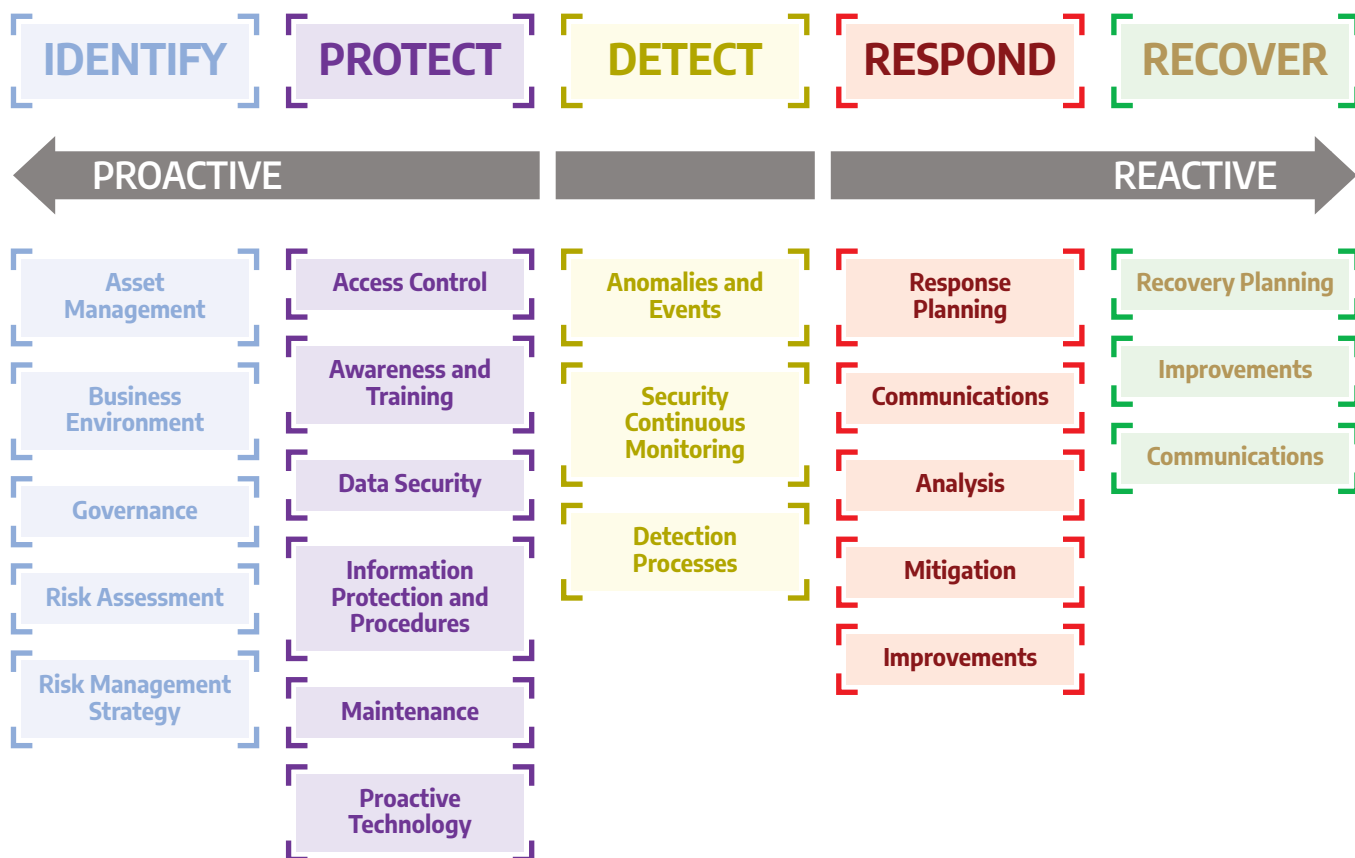 IDENTIFY
PROTECT
DETECT
RESPOND
RECOVER
PROACTIVE
REACTIVE
Asset
Management
Business
Environment
Governance
Risk Assessment
Risk Management
Strategy
Access Control
Awareness and
Training
Data Security
Information
Protection and
Procedures
Maintenance
Proactive
Technology
Anomalies and
Events
Security
Continuous
Monitoring
Detection
Processes
Response
Planning
Communications
Analysis
Mitigation
Improvements
Recovery Planning
Improvements
Communications